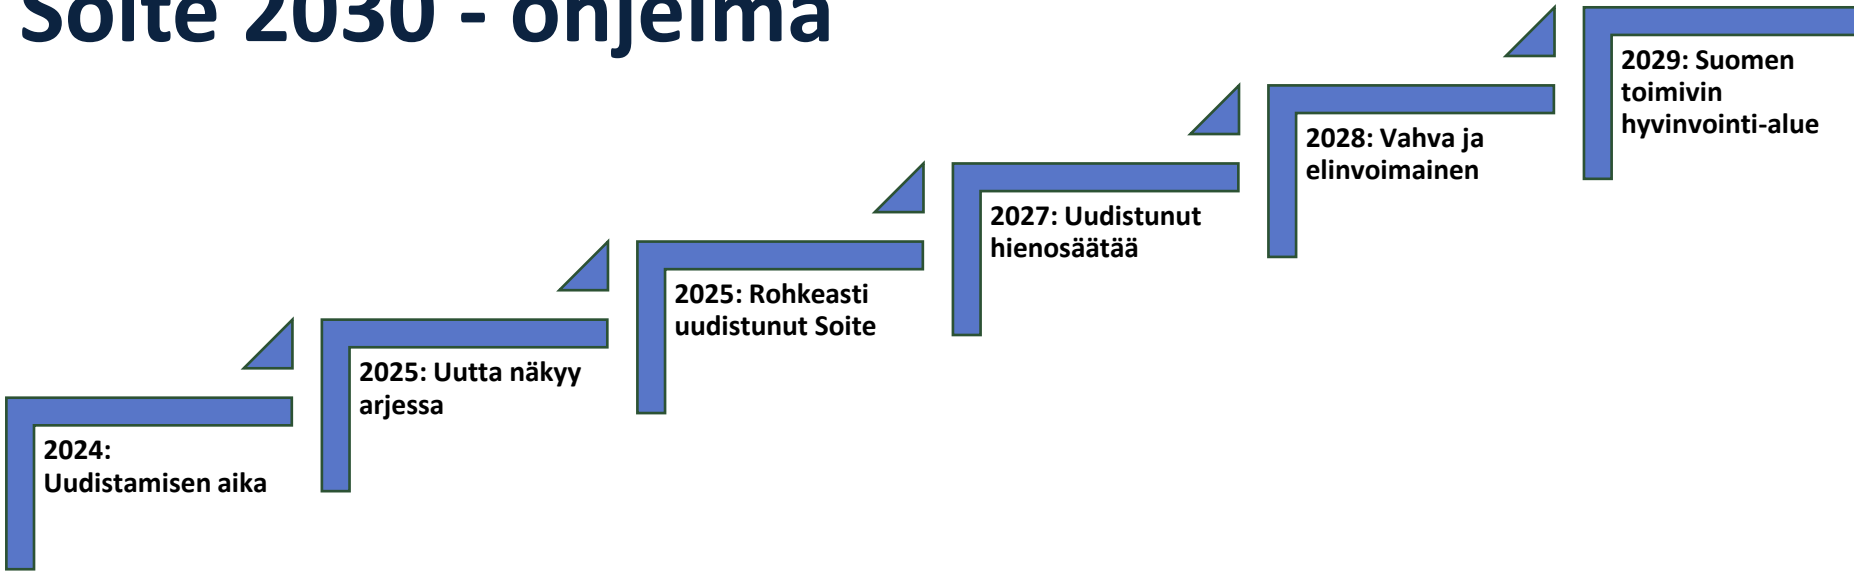 Soite 2030 - ohjelma
2024:
Uudistamisen aika
2025: Uutta näkyy
arjessa
2025: Rohkeasti
uudistunut Soite
2027: Uudistunut
hienosäätää
2028: Vahva ja
elinvoimainen
2029: Suomen
toimivin
hyvinvointi-alue